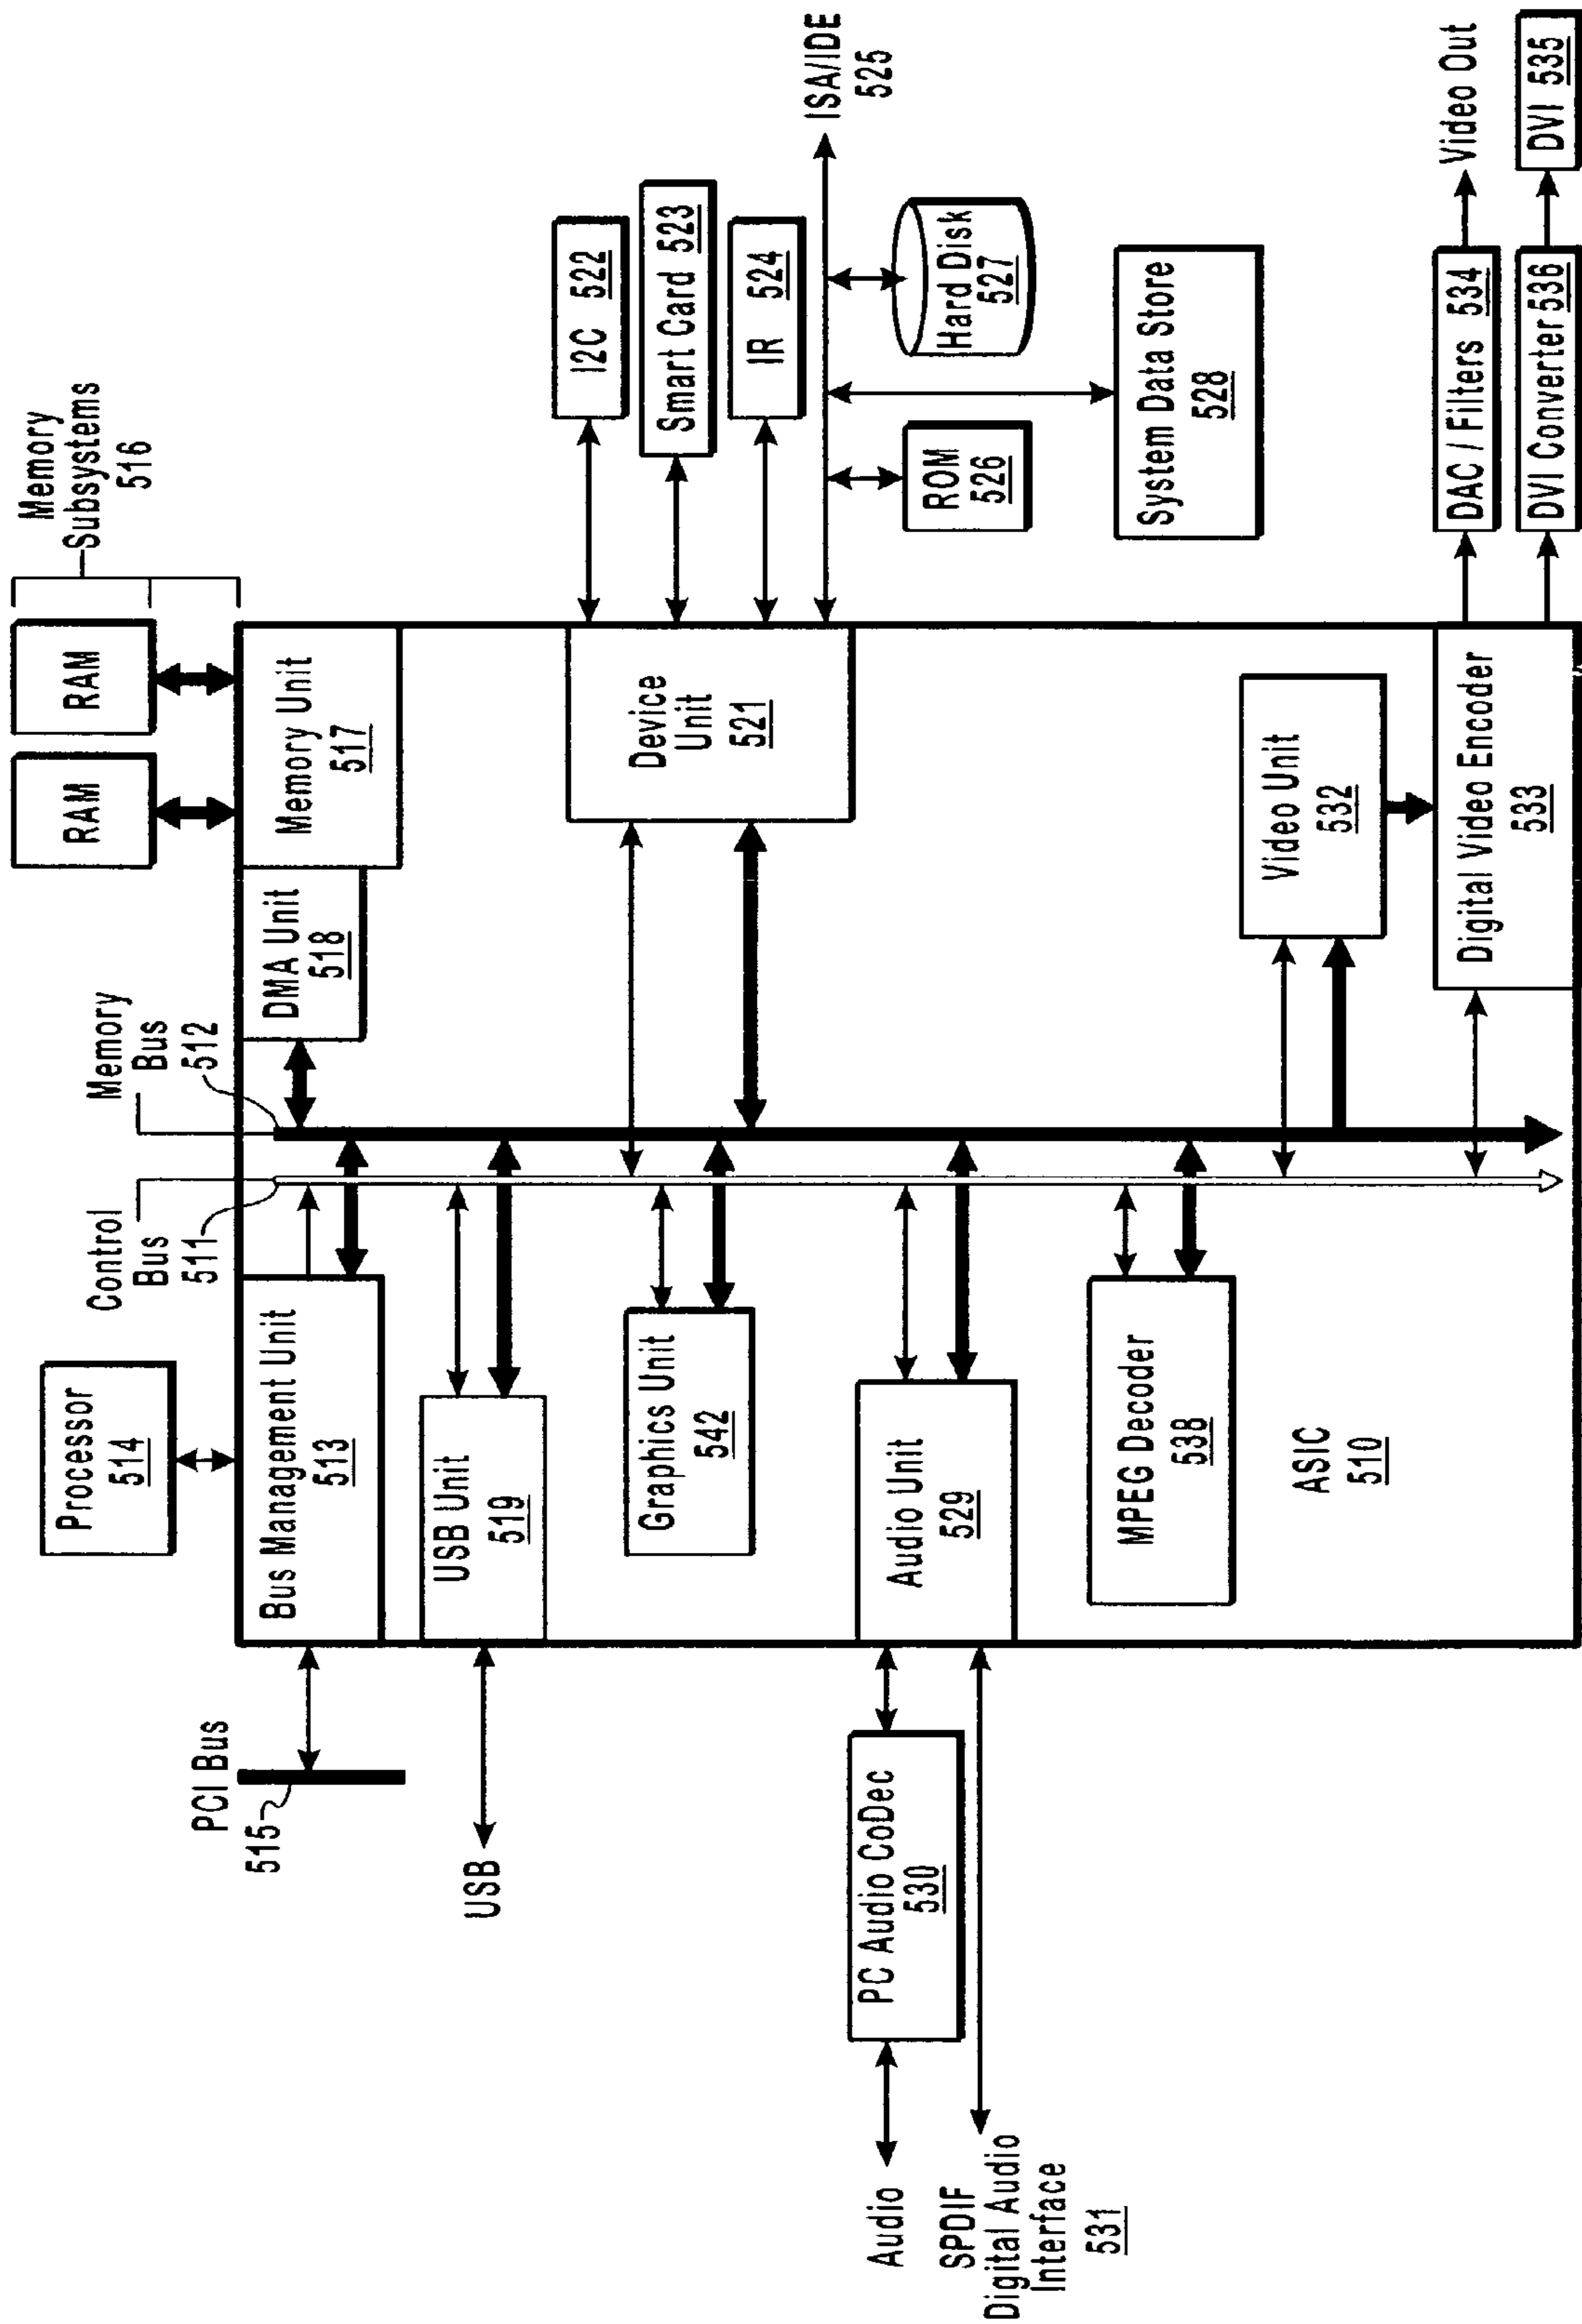 Processor
514
Control
Bus
511
Memory
Bus
512
RAM
RAM
Memory
Subsystems
516
PCI Bus
515
Bus Management Unit
513
DMA Unit
518
Memory Unit
517
USB
USB Unit
519
Graphics Unit
542
Device
Unit
521
I2C 522
Smart Card 523
IR 524
ISA/IDE
525
Audio
PC Audio CoDec
530
SPDIF
Digital Audio
Interface
531
Audio Unit
529
ROM
526
Hard Disk
527
System Data Store
528
MPEG Decoder
538
ASIC
510
Video Unit
532
Digital Video Encoder
533
DAC / Filters 534
Video Out
DVI Converter 536
DVI 535